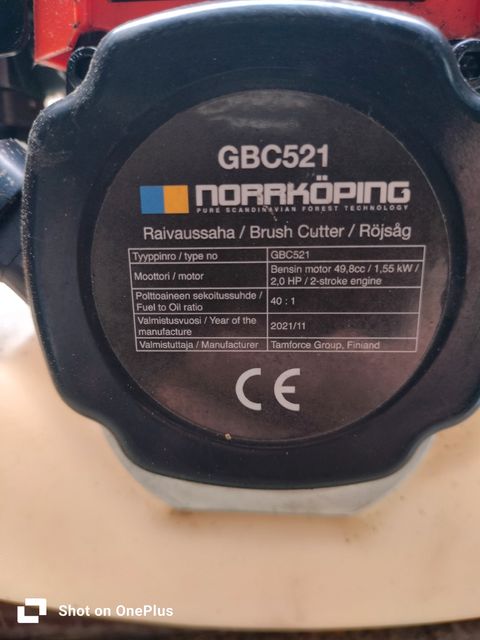 GBC521
NORRKÖPING
PURE SCANDINAVIAN FOREST TECHNOLOGY
Raivaussaha / Brush Cutter / Röjsåg
Tyyppinro / type no GBC521
Moottori / motor Bensin motor 49,8cc / 1,55 kW /
2,0 HP / 2-stroke engine
Polttoaineen sekoitussuhde /
Fuel to Oil ratio 40 : 1
Valmistusvuosi / Year of the
manufacture 2021/11
Valmistuttaja / Manufacturer Tamforce Group, Finland
CE
Shot on OnePlus